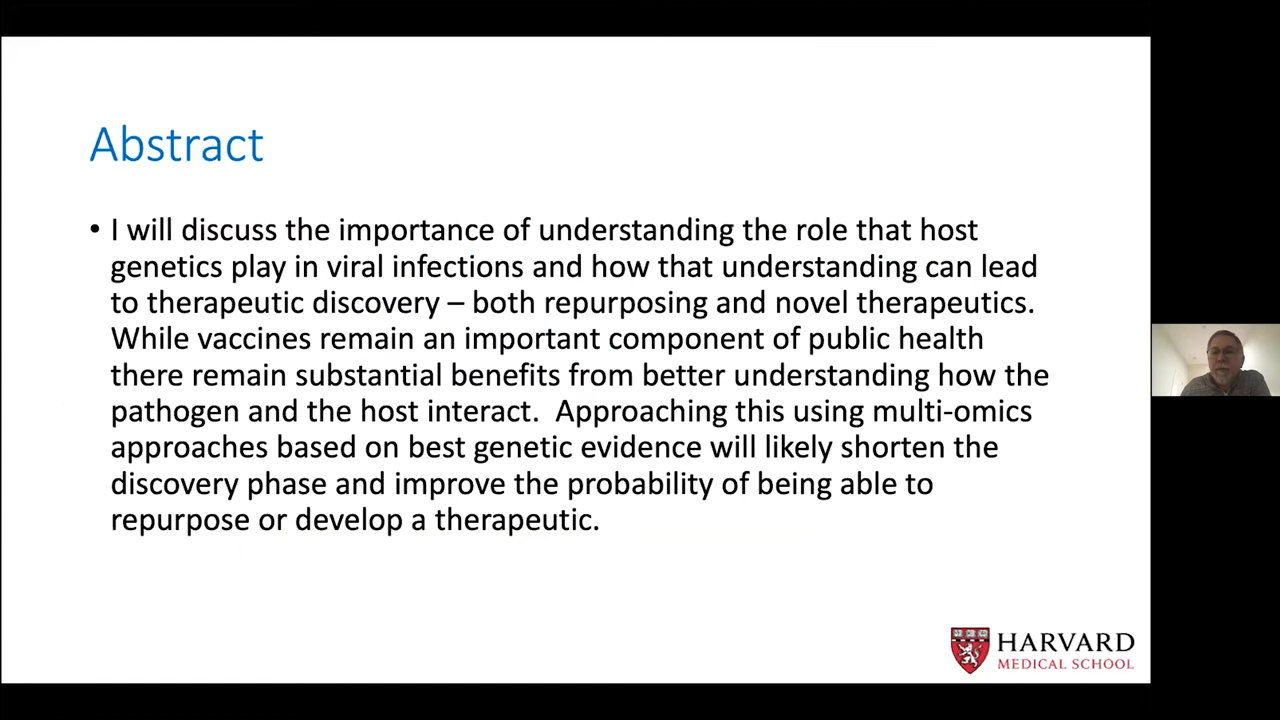 Abstract
• I will discuss the importance of understanding the role that host
genetics play in viral infections and how that understanding can lead
to therapeutic discovery – both repurposing and novel therapeutics.
While vaccines remain an important component of public health
there remain substantial benefits from better understanding how the
pathogen and the host interact.  Approaching this using multi-omics
approaches based on best genetic evidence will likely shorten the
discovery phase and improve the probability of being able to
repurpose or develop a therapeutic.
HARVARD
MEDICAL SCHOOL